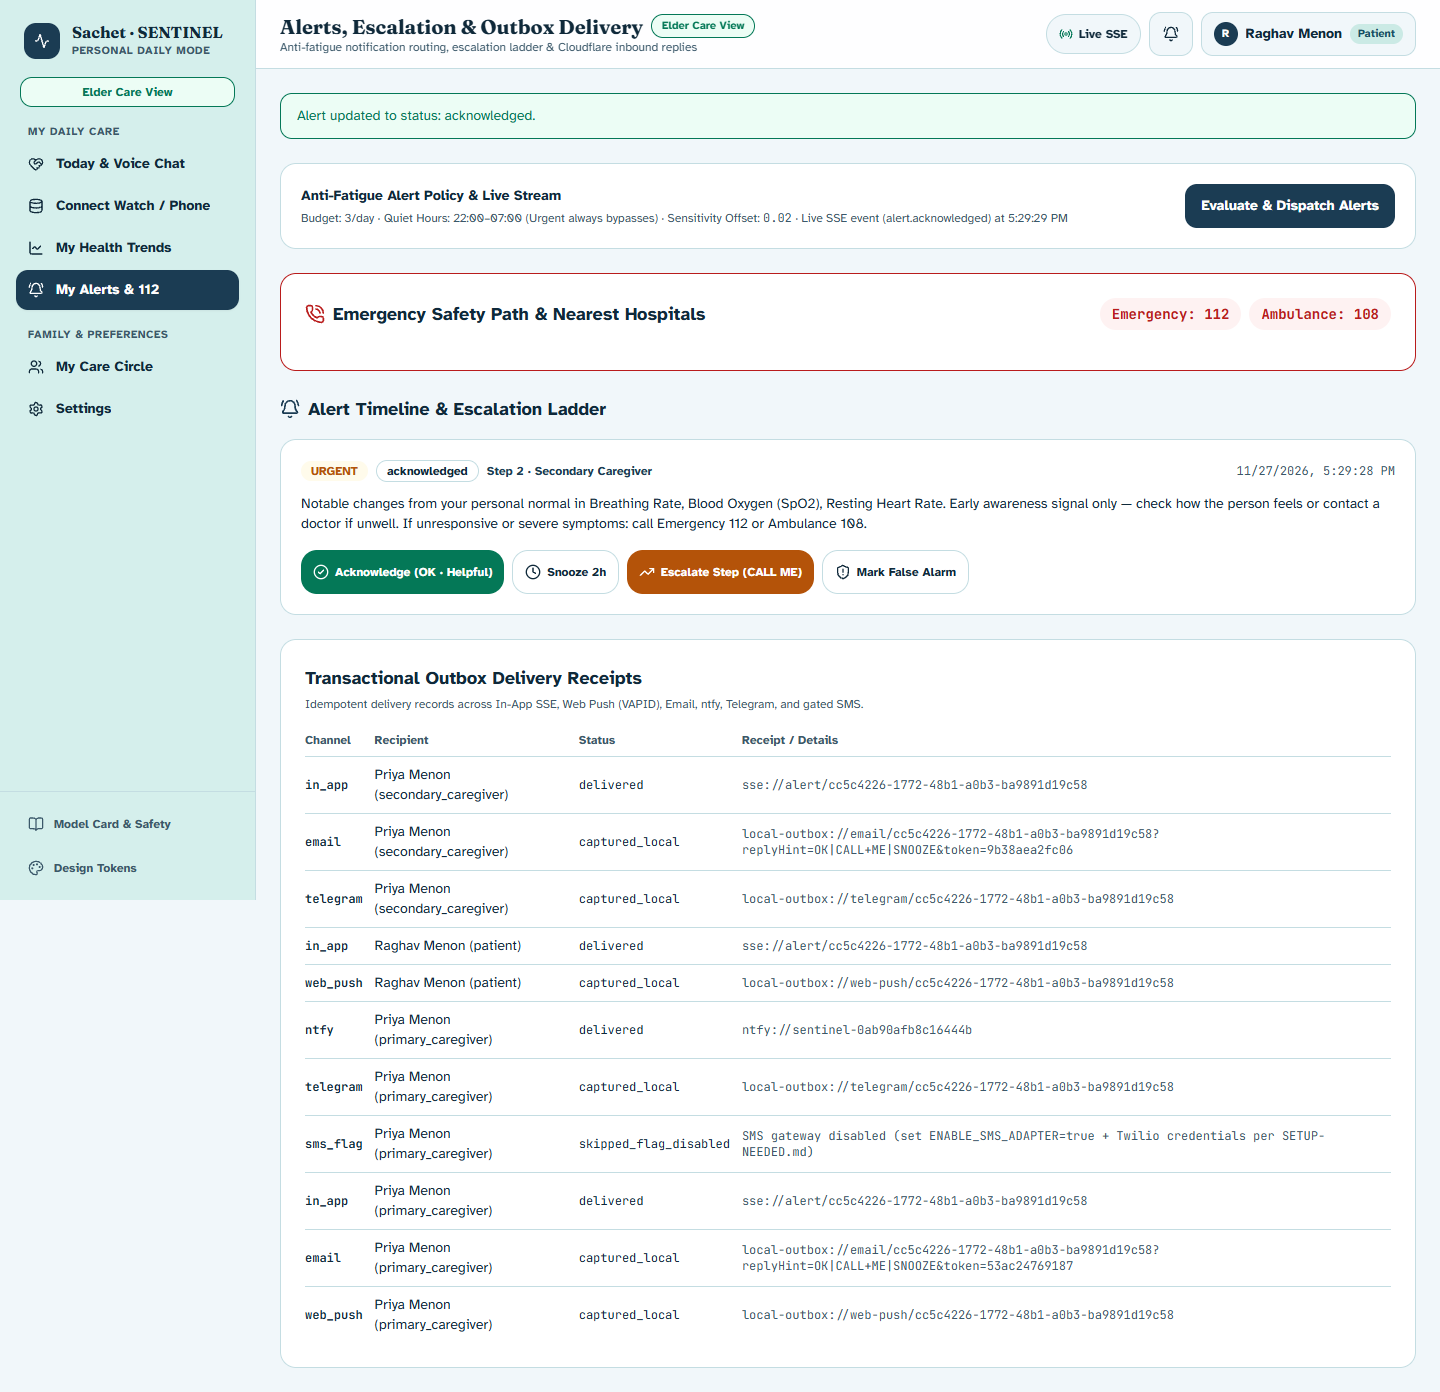 Sachet · SENTINEL
PERSONAL DAILY MODE
Elder Care View
MY DAILY CARE
Today & Voice Chat
Connect Watch / Phone
My Health Trends
My Alerts & 112
FAMILY & PREFERENCES
My Care Circle
Settings
Model Card & Safety
Design Tokens
Alerts, Escalation & Outbox Delivery
Elder Care View
Anti-fatigue notification routing, escalation ladder & Cloudflare inbound replies
Live SSE
R
Raghav Menon
Patient
Alert updated to status: acknowledged.
Anti-Fatigue Alert Policy & Live Stream
Budget: 3/day · Quiet Hours: 22:00–07:00 (Urgent always bypasses) · Sensitivity Offset: 0.02 · Live SSE event (alert.acknowledged) at 5:29:29 PM
Evaluate & Dispatch Alerts
Emergency Safety Path & Nearest Hospitals
Emergency: 112
Ambulance: 108
Alert Timeline & Escalation Ladder
URGENT
acknowledged
Step 2 · Secondary Caregiver
11/27/2026, 5:29:28 PM
Notable changes from your personal normal in Breathing Rate, Blood Oxygen (SpO2), Resting Heart Rate. Early awareness signal only — check how the person feels or contact a
doctor if unwell. If unresponsive or severe symptoms: call Emergency 112 or Ambulance 108.
Acknowledge (OK · Helpful)
Snooze 2h
Escalate Step (CALL ME)
Mark False Alarm
Transactional Outbox Delivery Receipts
Idempotent delivery records across In-App SSE, Web Push (VAPID), Email, ntfy, Telegram, and gated SMS.
Channel Recipient Status Receipt / Details
in_app Priya Menon (secondary_caregiver) delivered sse://alert/cc5c4226-1772-48b1-a0b3-ba9891d19c58
email Priya Menon (secondary_caregiver) captured_local local-outbox://email/cc5c4226-1772-48b1-a0b3-ba9891d19c58?
replyHint=OK|CALL+ME|SNOOZE&token=9b38aea2fc06
telegram Priya Menon (secondary_caregiver) captured_local local-outbox://telegram/cc5c4226-1772-48b1-a0b3-ba9891d19c58
in_app Raghav Menon (patient) delivered sse://alert/cc5c4226-1772-48b1-a0b3-ba9891d19c58
web_push Raghav Menon (patient) captured_local local-outbox://web-push/cc5c4226-1772-48b1-a0b3-ba9891d19c58
ntfy Priya Menon (primary_caregiver) delivered ntfy://sentinel-0ab90afb8c16444b
telegram Priya Menon (primary_caregiver) captured_local local-outbox://telegram/cc5c4226-1772-48b1-a0b3-ba9891d19c58
sms_flag Priya Menon (primary_caregiver) skipped_flag_disabled SMS gateway disabled (set ENABLE_SMS_ADAPTER=true + Twilio credentials per SETUP-
NEEDED.md)
in_app Priya Menon (primary_caregiver) delivered sse://alert/cc5c4226-1772-48b1-a0b3-ba9891d19c58
email Priya Menon (primary_caregiver) captured_local local-outbox://email/cc5c4226-1772-48b1-a0b3-ba9891d19c58?
replyHint=OK|CALL+ME|SNOOZE&token=53ac24769187
web_push Priya Menon (primary_caregiver) captured_local local-outbox://web-push/cc5c4226-1772-48b1-a0b3-ba9891d19c58